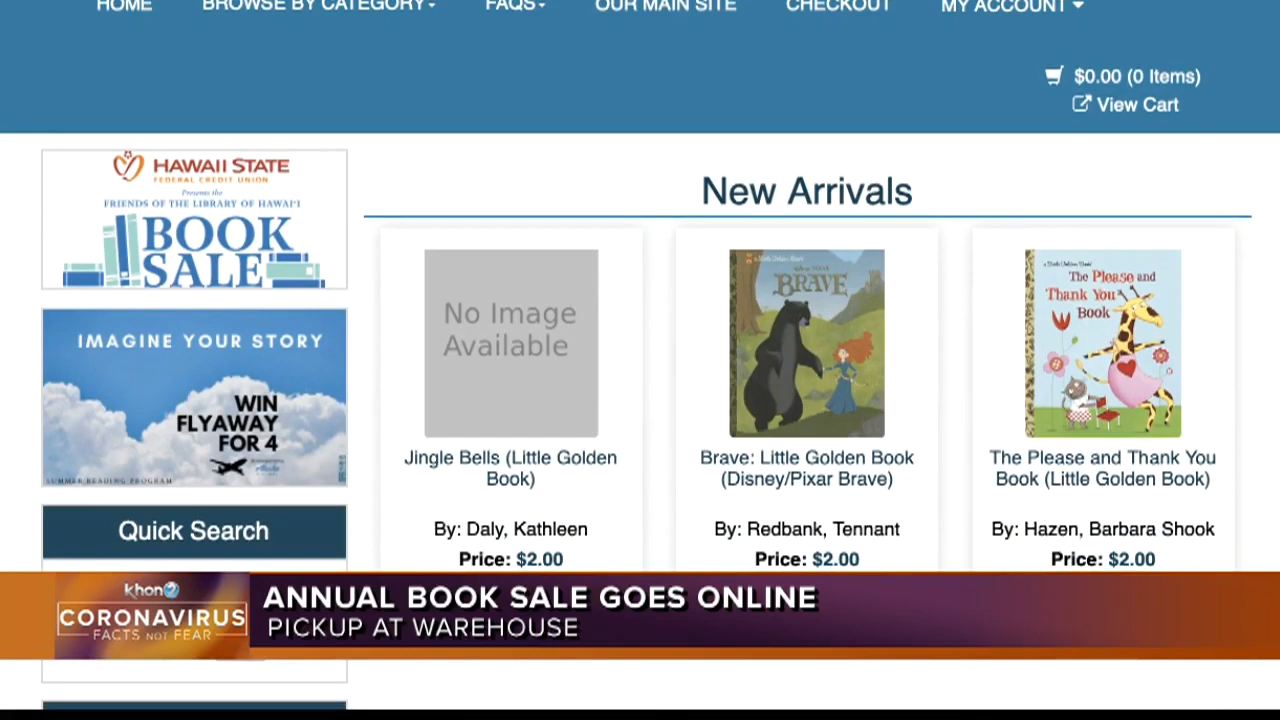 HOME BROWSE BY CATEGORY FAQS OUR MAIN SITE CHECKOUT MY ACCOUNT
$0.00 (0 Items)
View Cart
HAWAII STATE
FEDERAL CREDIT UNION
Presents the
FRIENDS OF THE LIBRARY OF HAWAI'I
BOOK
SALE
IMAGINE YOUR STORY
WIN
FLYAWAY
FOR 4
SUMMER READING PROGRAM
Quick Search
New Arrivals
No Image
Available
Jingle Bells (Little Golden
Book)
By: Daly, Kathleen
Price: $2.00
BRAVE
Brave: Little Golden Book
(Disney/Pixar Brave)
By: Redbank, Tennant
Price: $2.00
a Little Golden Book
The Please and
Thank You
Book
The Please and Thank You
Book (Little Golden Book)
By: Hazen, Barbara Shook
Price: $2.00
khon2
CORONAVIRUS
FACTS NOT FEAR
ANNUAL BOOK SALE GOES ONLINE
PICKUP AT WAREHOUSE